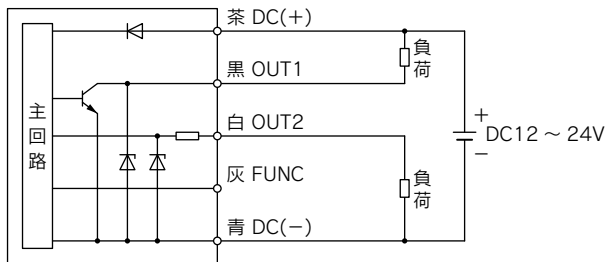 茶 DC(+)
負荷
黒 OUT1
主回路
白 OUT2
+
DC12 ~ 24V
−
灰 FUNC
負荷
青 DC(−)